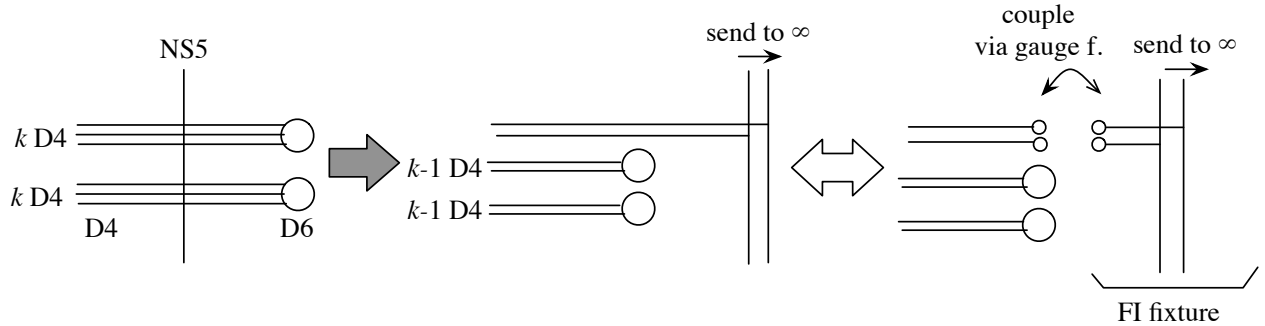 NS5
k D4
k D4
D4
D6
send to ∞
k-1 D4
k-1 D4
couple
via gauge f.
send to ∞
FI fixture